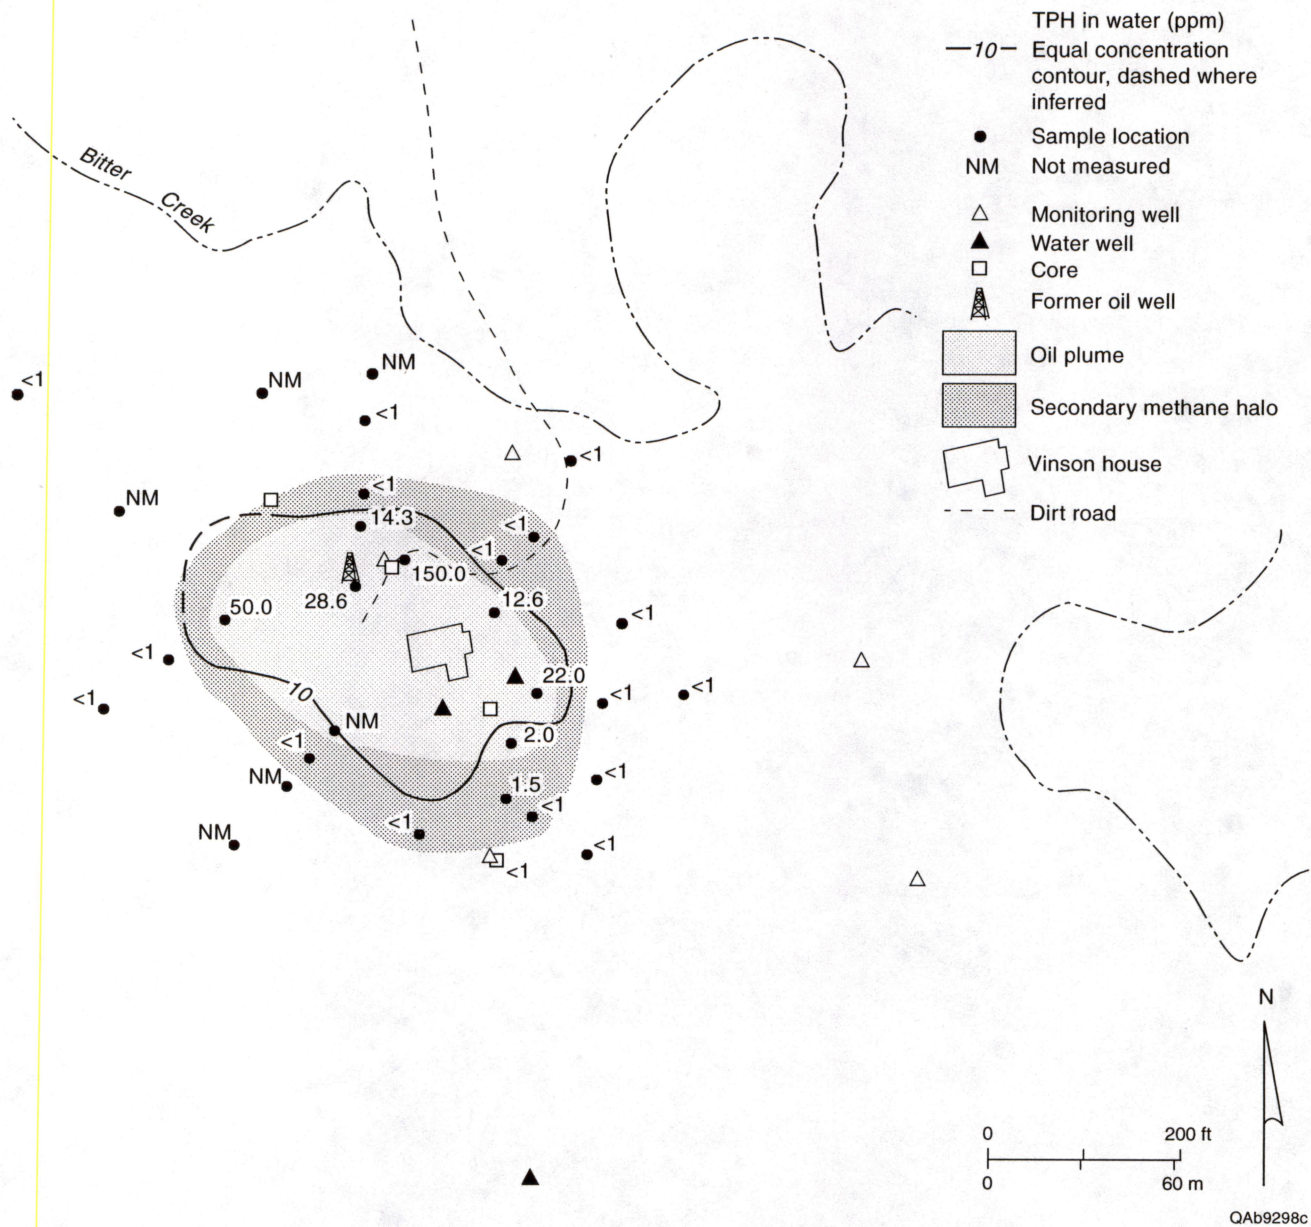 TPH in water (ppm)
—10— Equal concentration
contour, dashed where
inferred
Sample location
NM Not measured
Monitoring well
Water well
Core
Former oil well
Oil plume
Secondary methane halo
Vinson house
Dirt road
Bitter
Creek
NM
<1
NM
<1
<1
<1
NM
14.3
<1
<1
150.0
28.6
50.0
12.6
<1
<1
22.0
<1
<1
<1
10
NM
2.0
<1
NM
<1
1.5
<1
<1
NM
<1
<1
N
0 200 ft
0 60 m
QAb9298c